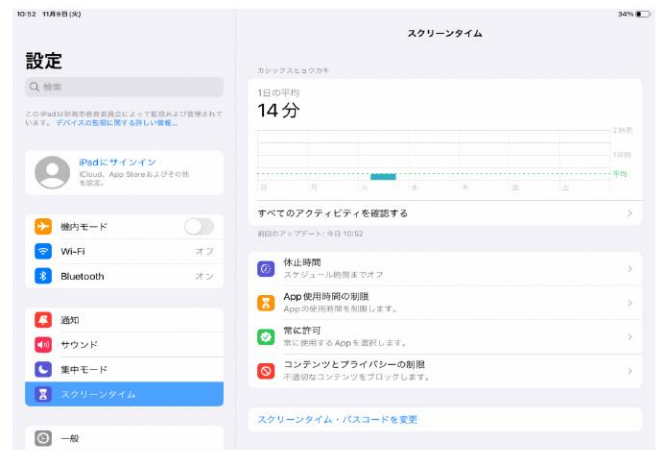 10:52 11月9日(火)
34%
スクリーンタイム
設定
検索
このiPadは
教育委員会によって監視および管理されて
います。デバイスの監視に関する詳しい情報...
iPadにサインイン
iCloud、App Storeおよびその他
を設定。
機内モード
Wi-Fi オフ
Bluetooth オン
通知
サウンド
集中モード
スクリーンタイム
一般
1日の平均
14分
2時間
1時間
平均
日 月 火 水 木 金 土
すべてのアクティビティを確認する
前回のアップデート: 今日 10:52
休止時間
スケジュール時間までオフ
App使用時間の制限
Appの使用時間を制限します。
常に許可
常に使用するAppを選択します。
コンテンツとプライバシーの制限
不適切なコンテンツをブロックします。
スクリーンタイム・パスコードを変更